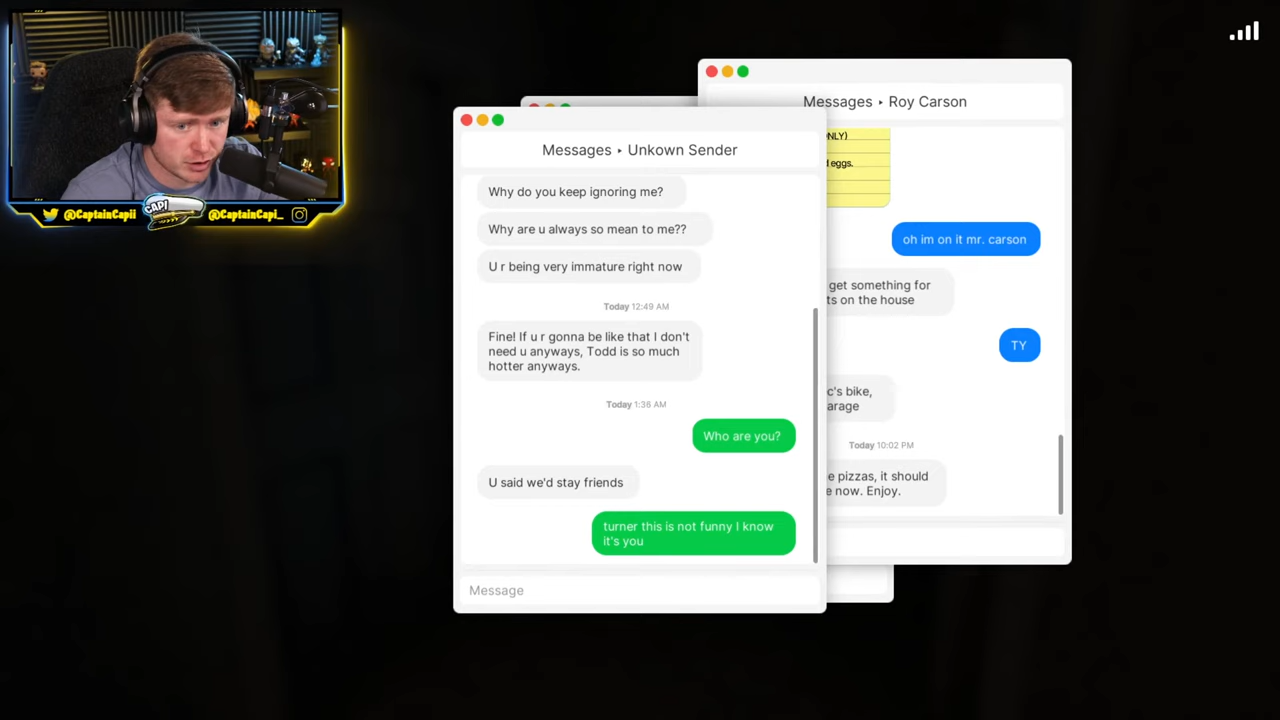 CAPI
@CaptainCapii
@CaptainCapi_
Messages ▸ Unkown Sender
Why do you keep ignoring me?
Why are u always so mean to me??
U r being very immature right now
Today 12:49 AM
Fine! If u r gonna be like that I don't
need u anyways, Todd is so much
hotter anyways.
Today 1:36 AM
Who are you?
U said we'd stay friends
turner this is not funny I know
it's you
Message
Messages ▸ Roy Carson
NLY)
eggs.
oh im on it mr. carson
get something for
ts on the house
TY
c's bike,
arage
Today 10:02 PM
e pizzas, it should
e now. Enjoy.